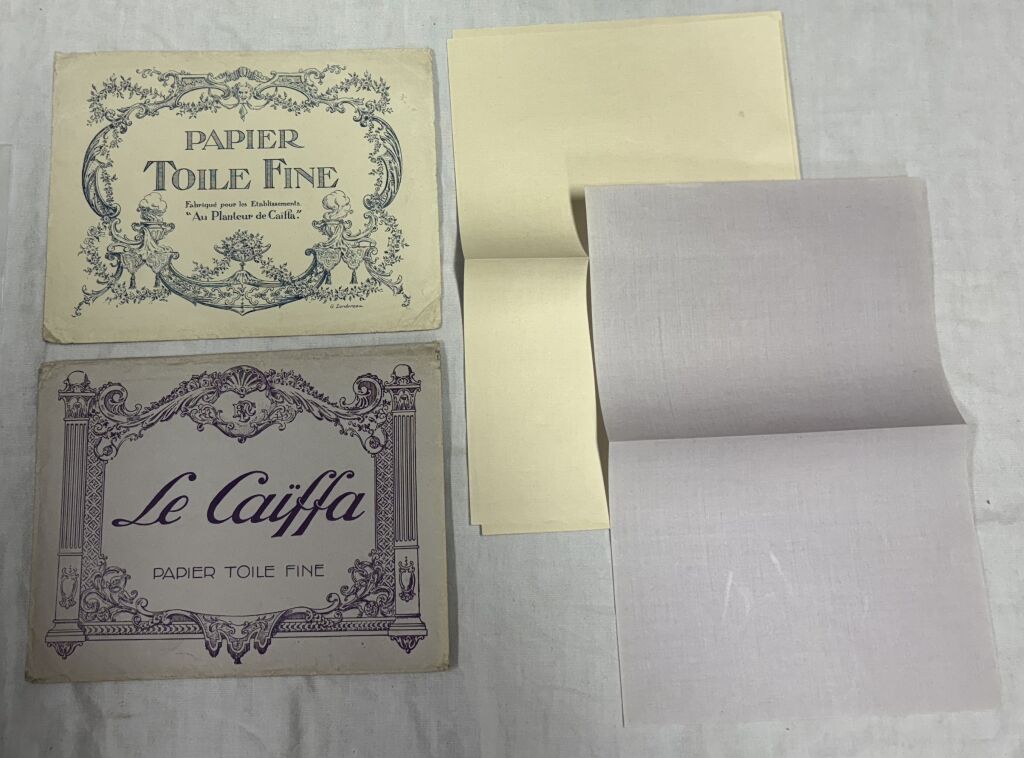 PAPIER
TOILE FINE
Fabriqué pour les Etablissements
"Au Planteur de Caïffa."
Le Caïffa
PAPIER TOILE FINE